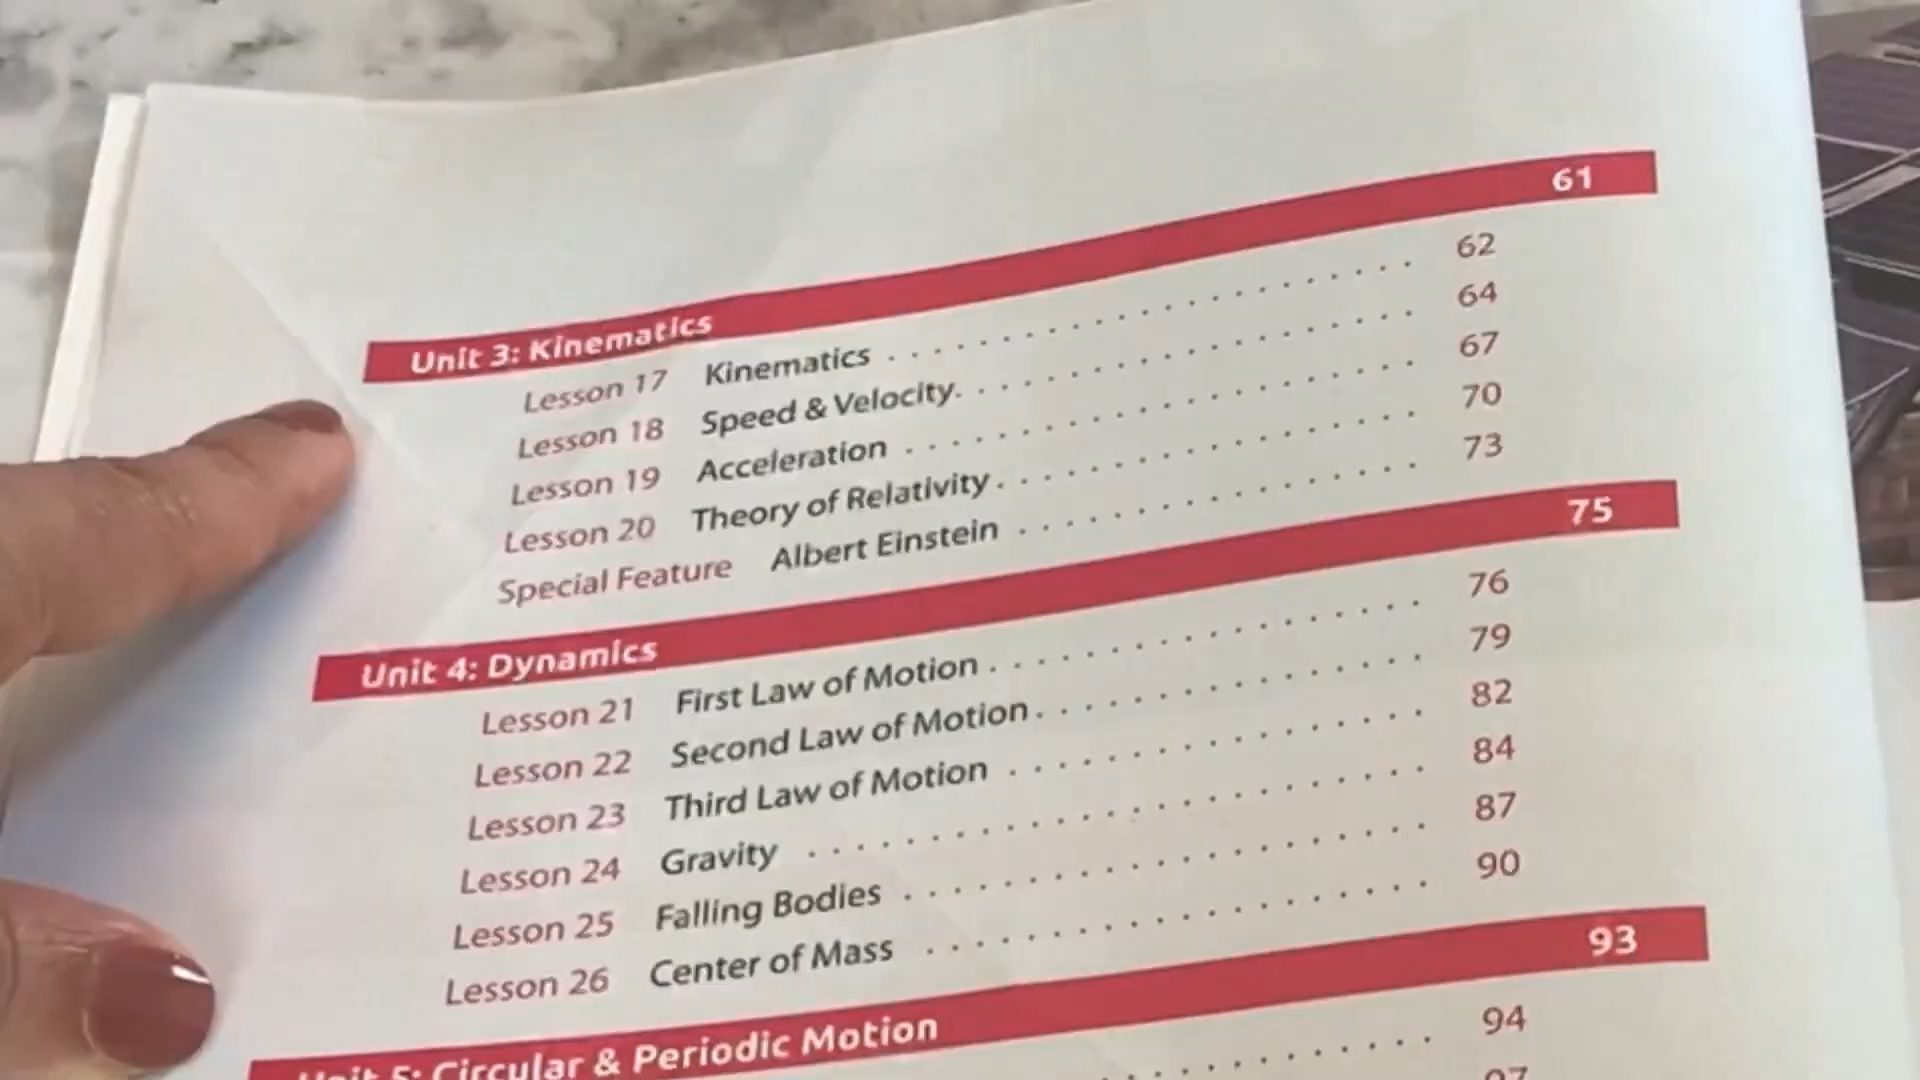 Unit 3: Kinematics 61
Lesson 17 Kinematics . . . . . . . . . . . . . . . . . . . . 62
Lesson 18 Speed & Velocity. . . . . . . . . . . . . . . . . . 64
Lesson 19 Acceleration . . . . . . . . . . . . . . . . . . . 67
Lesson 20 Theory of Relativity . . . . . . . . . . . . . . . . 70
Special Feature Albert Einstein . . . . . . . . . . . . . . . 73
Unit 4: Dynamics 75
Lesson 21 First Law of Motion . . . . . . . . . . . . . . . . 76
Lesson 22 Second Law of Motion . . . . . . . . . . . . . . . 79
Lesson 23 Third Law of Motion . . . . . . . . . . . . . . . . 82
Lesson 24 Gravity . . . . . . . . . . . . . . . . . . . . . . 84
Lesson 25 Falling Bodies . . . . . . . . . . . . . . . . . . . 87
Lesson 26 Center of Mass . . . . . . . . . . . . . . . . . . 90
Unit 5: Circular & Periodic Motion 93
94
97